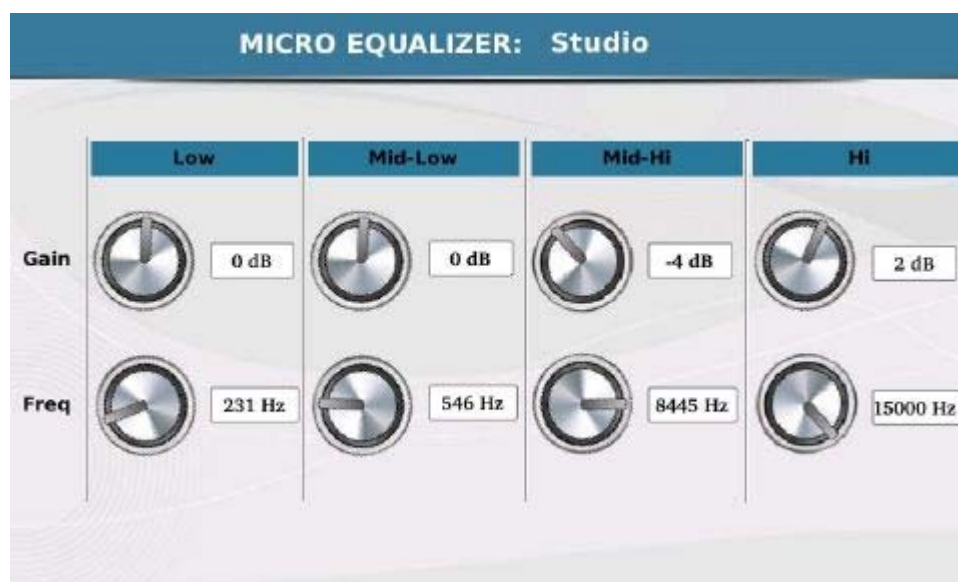 MICRO EQUALIZER: Studio
Low Mid-Low Mid-Hi Hi
Gain 0 dB 0 dB -4 dB 2 dB
Freq 231 Hz 546 Hz 8445 Hz 15000 Hz